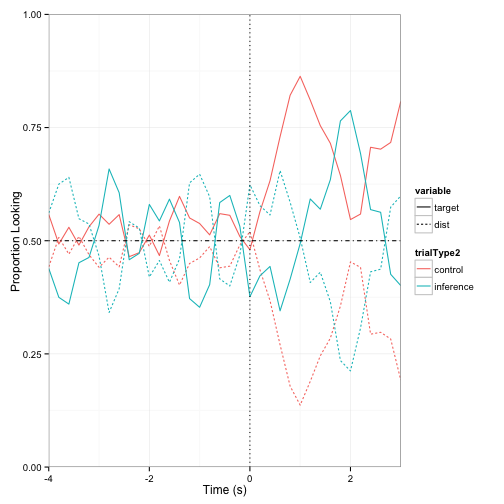 1.00
0.75
0.50
0.25
0.00
-4
-2
0
2
Time (s)
Proportion Looking
variable
target
dist
trialType2
control
inference